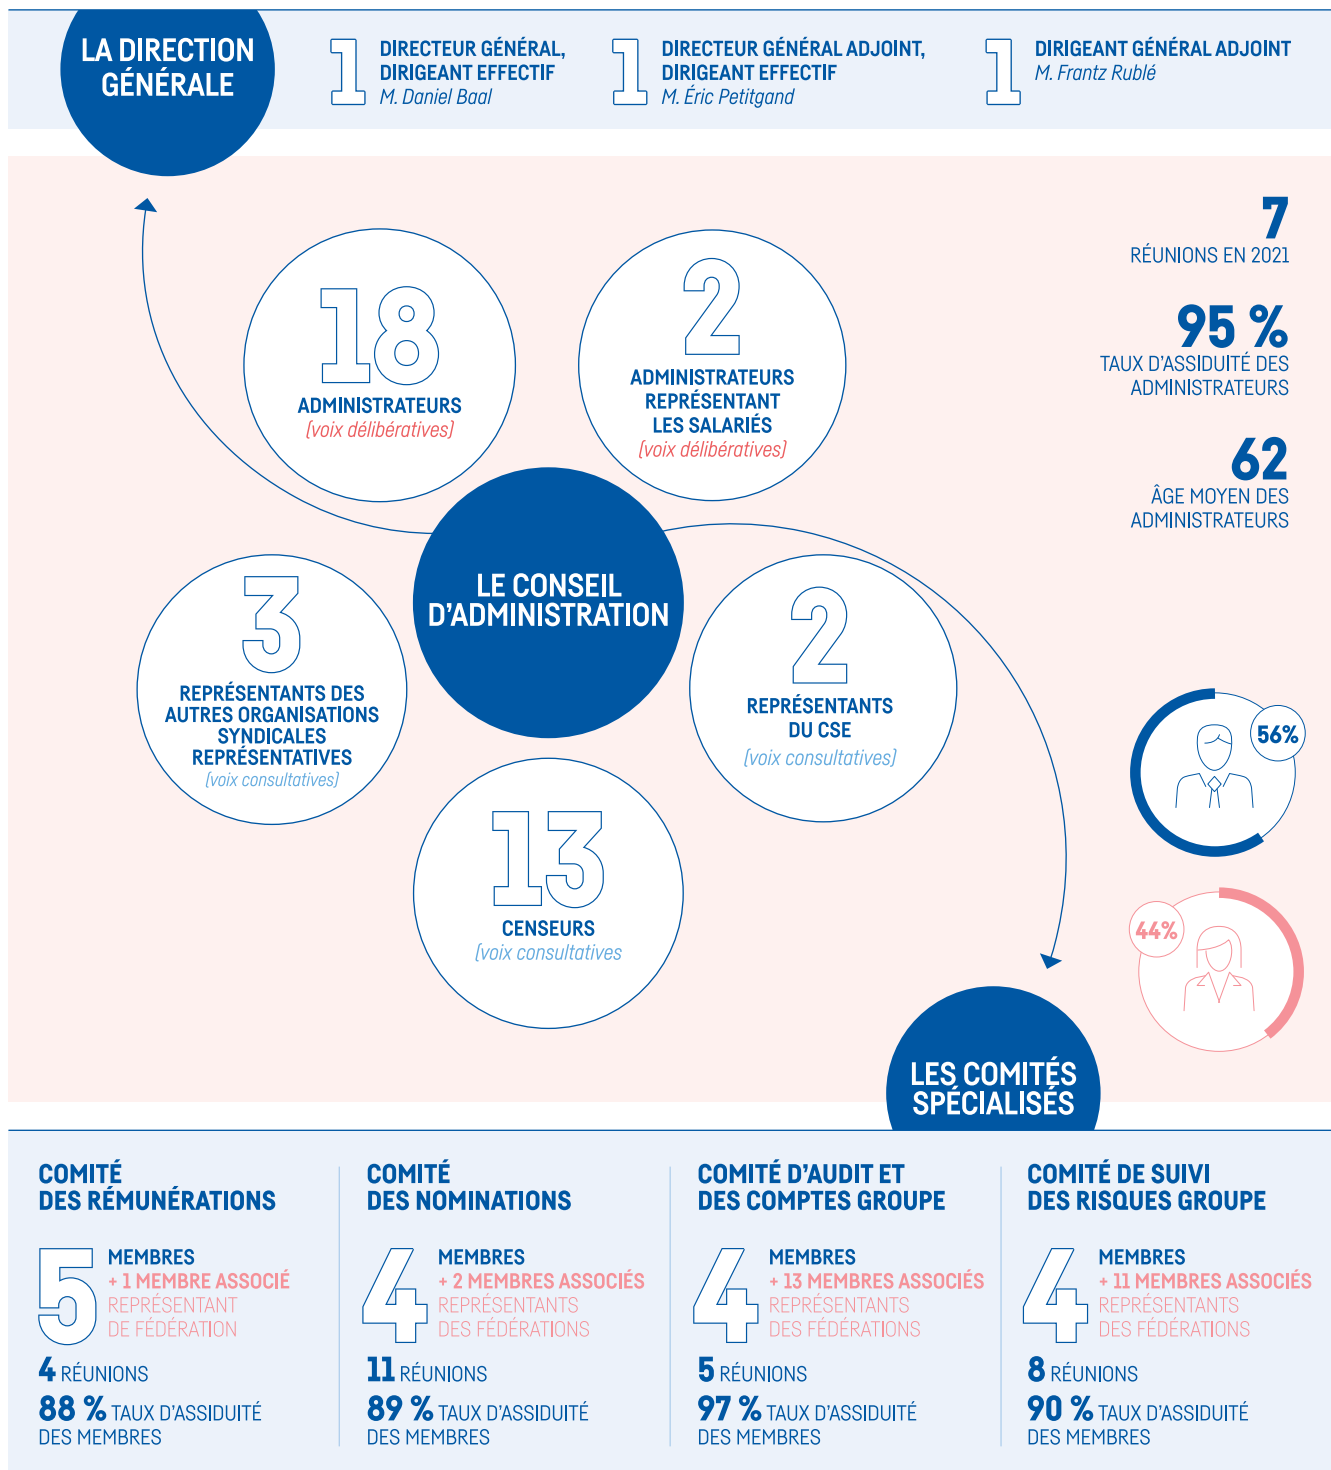 LA DIRECTION
GÉNÉRALE
1
DIRECTEUR GÉNÉRAL,
DIRIGEANT EFFECTIF
M. Daniel Baal
1
DIRECTEUR GÉNÉRAL ADJOINT,
DIRIGEANT EFFECTIF
M. Éric Petitgand
1
DIRIGEANT GÉNÉRAL ADJOINT
M. Frantz Rublé
7
RÉUNIONS EN 2021
95 %
TAUX D'ASSIDUITÉ DES
ADMINISTRATEURS
62
ÂGE MOYEN DES
ADMINISTRATEURS
18
ADMINISTRATEURS
(voix délibératives)
2
ADMINISTRATEURS
REPRÉSENTANT
LES SALARIÉS
(voix délibératives)
LE CONSEIL
D'ADMINISTRATION
3
REPRÉSENTANTS DES
AUTRES ORGANISATIONS
SYNDICALES
REPRÉSENTATIVES
(voix consultatives)
2
REPRÉSENTANTS
DU CSE
(voix consultatives)
13
CENSEURS
(voix consultatives
56%
44%
LES COMITÉS
SPÉCIALISÉS
COMITÉ
DES RÉMUNÉRATIONS
5
MEMBRES
+ 1 MEMBRE ASSOCIÉ
REPRÉSENTANT
DE FÉDÉRATION
4 RÉUNIONS
88 % TAUX D'ASSIDUITÉ
DES MEMBRES
COMITÉ
DES NOMINATIONS
4
MEMBRES
+ 2 MEMBRES ASSOCIÉS
REPRÉSENTANTS
DES FÉDÉRATIONS
11 RÉUNIONS
89 % TAUX D'ASSIDUITÉ
DES MEMBRES
COMITÉ D'AUDIT ET
DES COMPTES GROUPE
4
MEMBRES
+ 13 MEMBRES ASSOCIÉS
REPRÉSENTANTS
DES FÉDÉRATIONS
5 RÉUNIONS
97 % TAUX D'ASSIDUITÉ
DES MEMBRES
COMITÉ DE SUIVI
DES RISQUES GROUPE
4
MEMBRES
+ 11 MEMBRES ASSOCIÉS
REPRÉSENTANTS
DES FÉDÉRATIONS
8 RÉUNIONS
90 % TAUX D'ASSIDUITÉ
DES MEMBRES